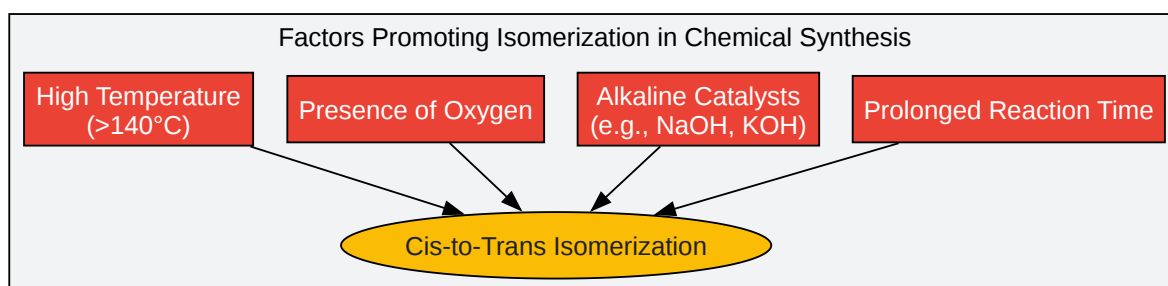 Factors Promoting Isomerization in Chemical Synthesis
High Temperature
(>140°C)
Presence of Oxygen
Alkaline Catalysts
(e.g., NaOH, KOH)
Prolonged Reaction Time
Cis-to-Trans Isomerization